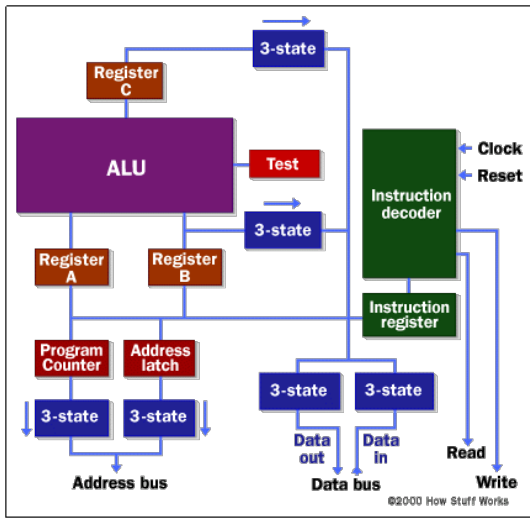 3-state
Register
C
ALU
Test
Clock
Reset
Instruction
decoder
3-state
Register
A
Register
B
Instruction
register
Program
Counter
Address
latch
3-state
3-state
3-state
3-state
Data
out
Data
in
Read
Address bus
Data bus
Write
©2000 How Stuff Works